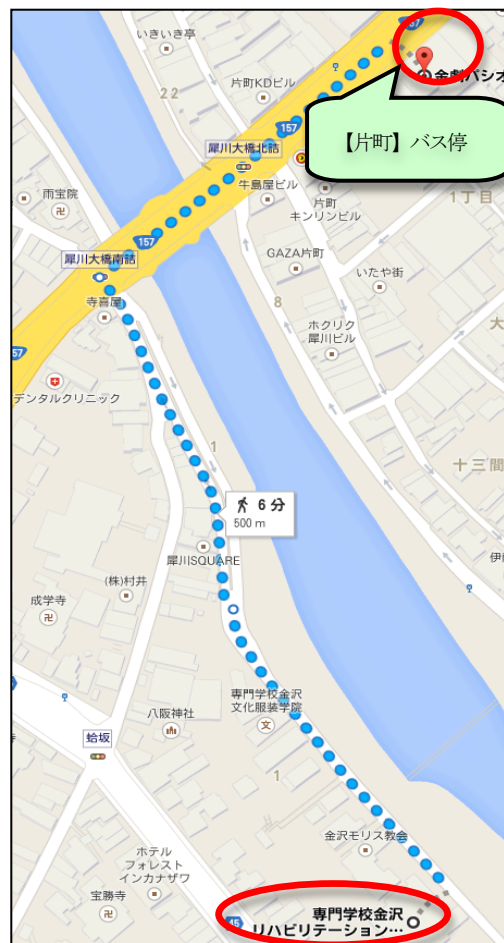 いきいき亭
157
金劇パシオ
片町KDビル
22
【片町】バス停
犀川大橋北詰
157
牛島屋ビル
片町
キンリンビル
1丁目
雨宝院
157
犀川大橋南詰
GAZA片町
いたや街
寺喜屋
8
ホクリク
犀川ビル
大
57
デンタルクリニック
1
十三間
6 分
500 m
犀川SQUARE
伊
(株)村井
成学寺
専門学校金沢
文化服装学院
文
八阪神社
蛤坂
1
金沢モリス教会
ホテル
フォレスト
インカナザワ
宝勝寺
45
専門学校金沢
リハビリテーション…